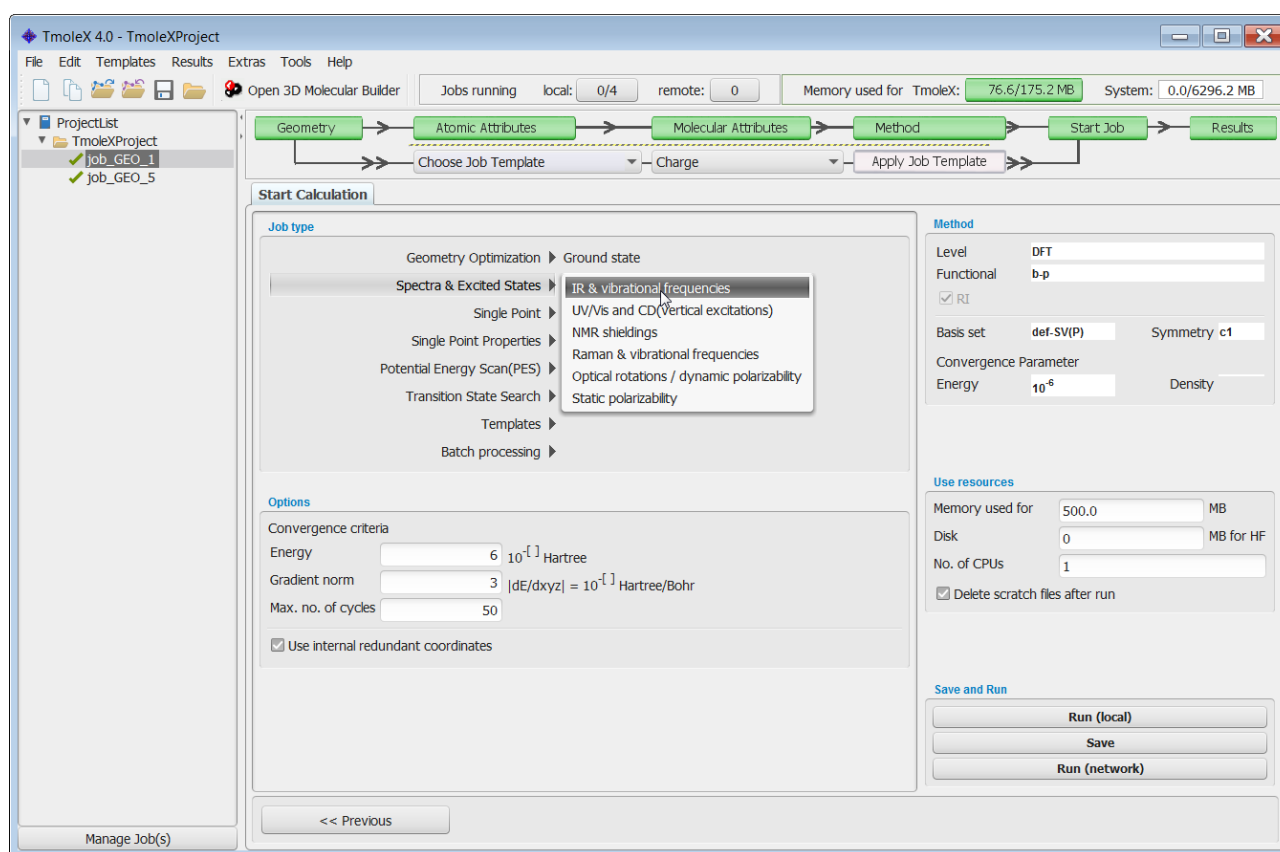 TmoleX 4.0 - TmoleXProject
File Edit Templates Results Extras Tools Help
Open 3D Molecular Builder Jobs running local: 0/4 remote: 0 Memory used for TmoleX: 76.6/175.2 MB System: 0.0/6296.2 MB
ProjectList
TmoleXProject
job_GEO_1
job_GEO_5
Manage Job(s)
Geometry Atomic Attributes Molecular Attributes Method Start Job Results
Choose Job Template Charge Apply Job Template
Start Calculation
Job type
Geometry Optimization Ground state
Spectra & Excited States
Single Point
Single Point Properties
Potential Energy Scan(PES)
Transition State Search
Templates
Batch processing
IR & vibrational frequencies
UV/Vis and CD(vertical excitations)
NMR shieldings
Raman & vibrational frequencies
Optical rotations / dynamic polarizability
Static polarizability
Options
Convergence criteria
Energy 6 10-[ ] Hartree
Gradient norm 3 |dE/dxyz| = 10-[ ] Hartree/Bohr
Max. no. of cycles 50
Use internal redundant coordinates
Method
Level DFT
Functional b-p
RI
Basis set def-SV(P) Symmetry c1
Convergence Parameter
Energy 10-6 Density
Use resources
Memory used for 500.0 MB
Disk 0 MB for HF
No. of CPUs 1
Delete scratch files after run
Save and Run
Run (local)
Save
Run (network)
<< Previous